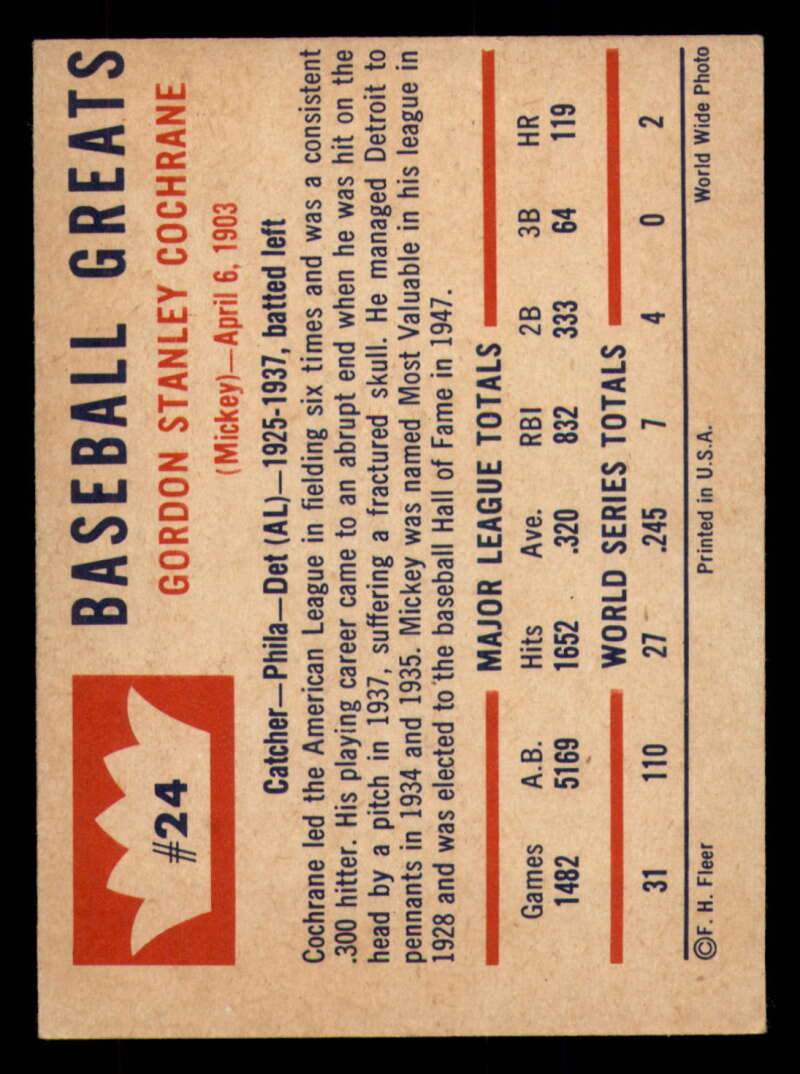 #24
BASEBALL GREATS
GORDON STANLEY COCHRANE
(Mickey)—April 6, 1903
Catcher—Phila—Det (AL)—1925-1937, batted left
Cochrane led the American League in fielding six times and was a consistent
.300 hitter. His playing career came to an abrupt end when he was hit on the
head by a pitch in 1937, suffering a fractured skull. He managed Detroit to
pennants in 1934 and 1935. Mickey was named Most Valuable in his league in
1928 and was elected to the baseball Hall of Fame in 1947.
MAJOR LEAGUE TOTALS
Games A.B. Hits Ave. RBI 2B 3B HR
1482 5169 1652 .320 832 333 64 119
WORLD SERIES TOTALS
31 110 27 .245 7 4 0 2
©F. H. Fleer Printed in U.S.A. World Wide Photo